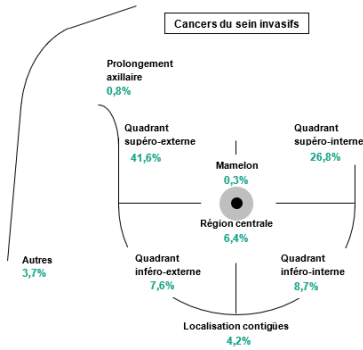 Cancers du sein invasifs
Prolongement
axillaire
0,8%
Quadrant
supéro-externe
41,6%
Quadrant
supéro-interne
26,8%
Mamelon
0,3%
Région centrale
6,4%
Autres
3,7%
Quadrant
inféro-externe
7,6%
Quadrant
inféro-interne
8,7%
Localisation contigües
4,2%